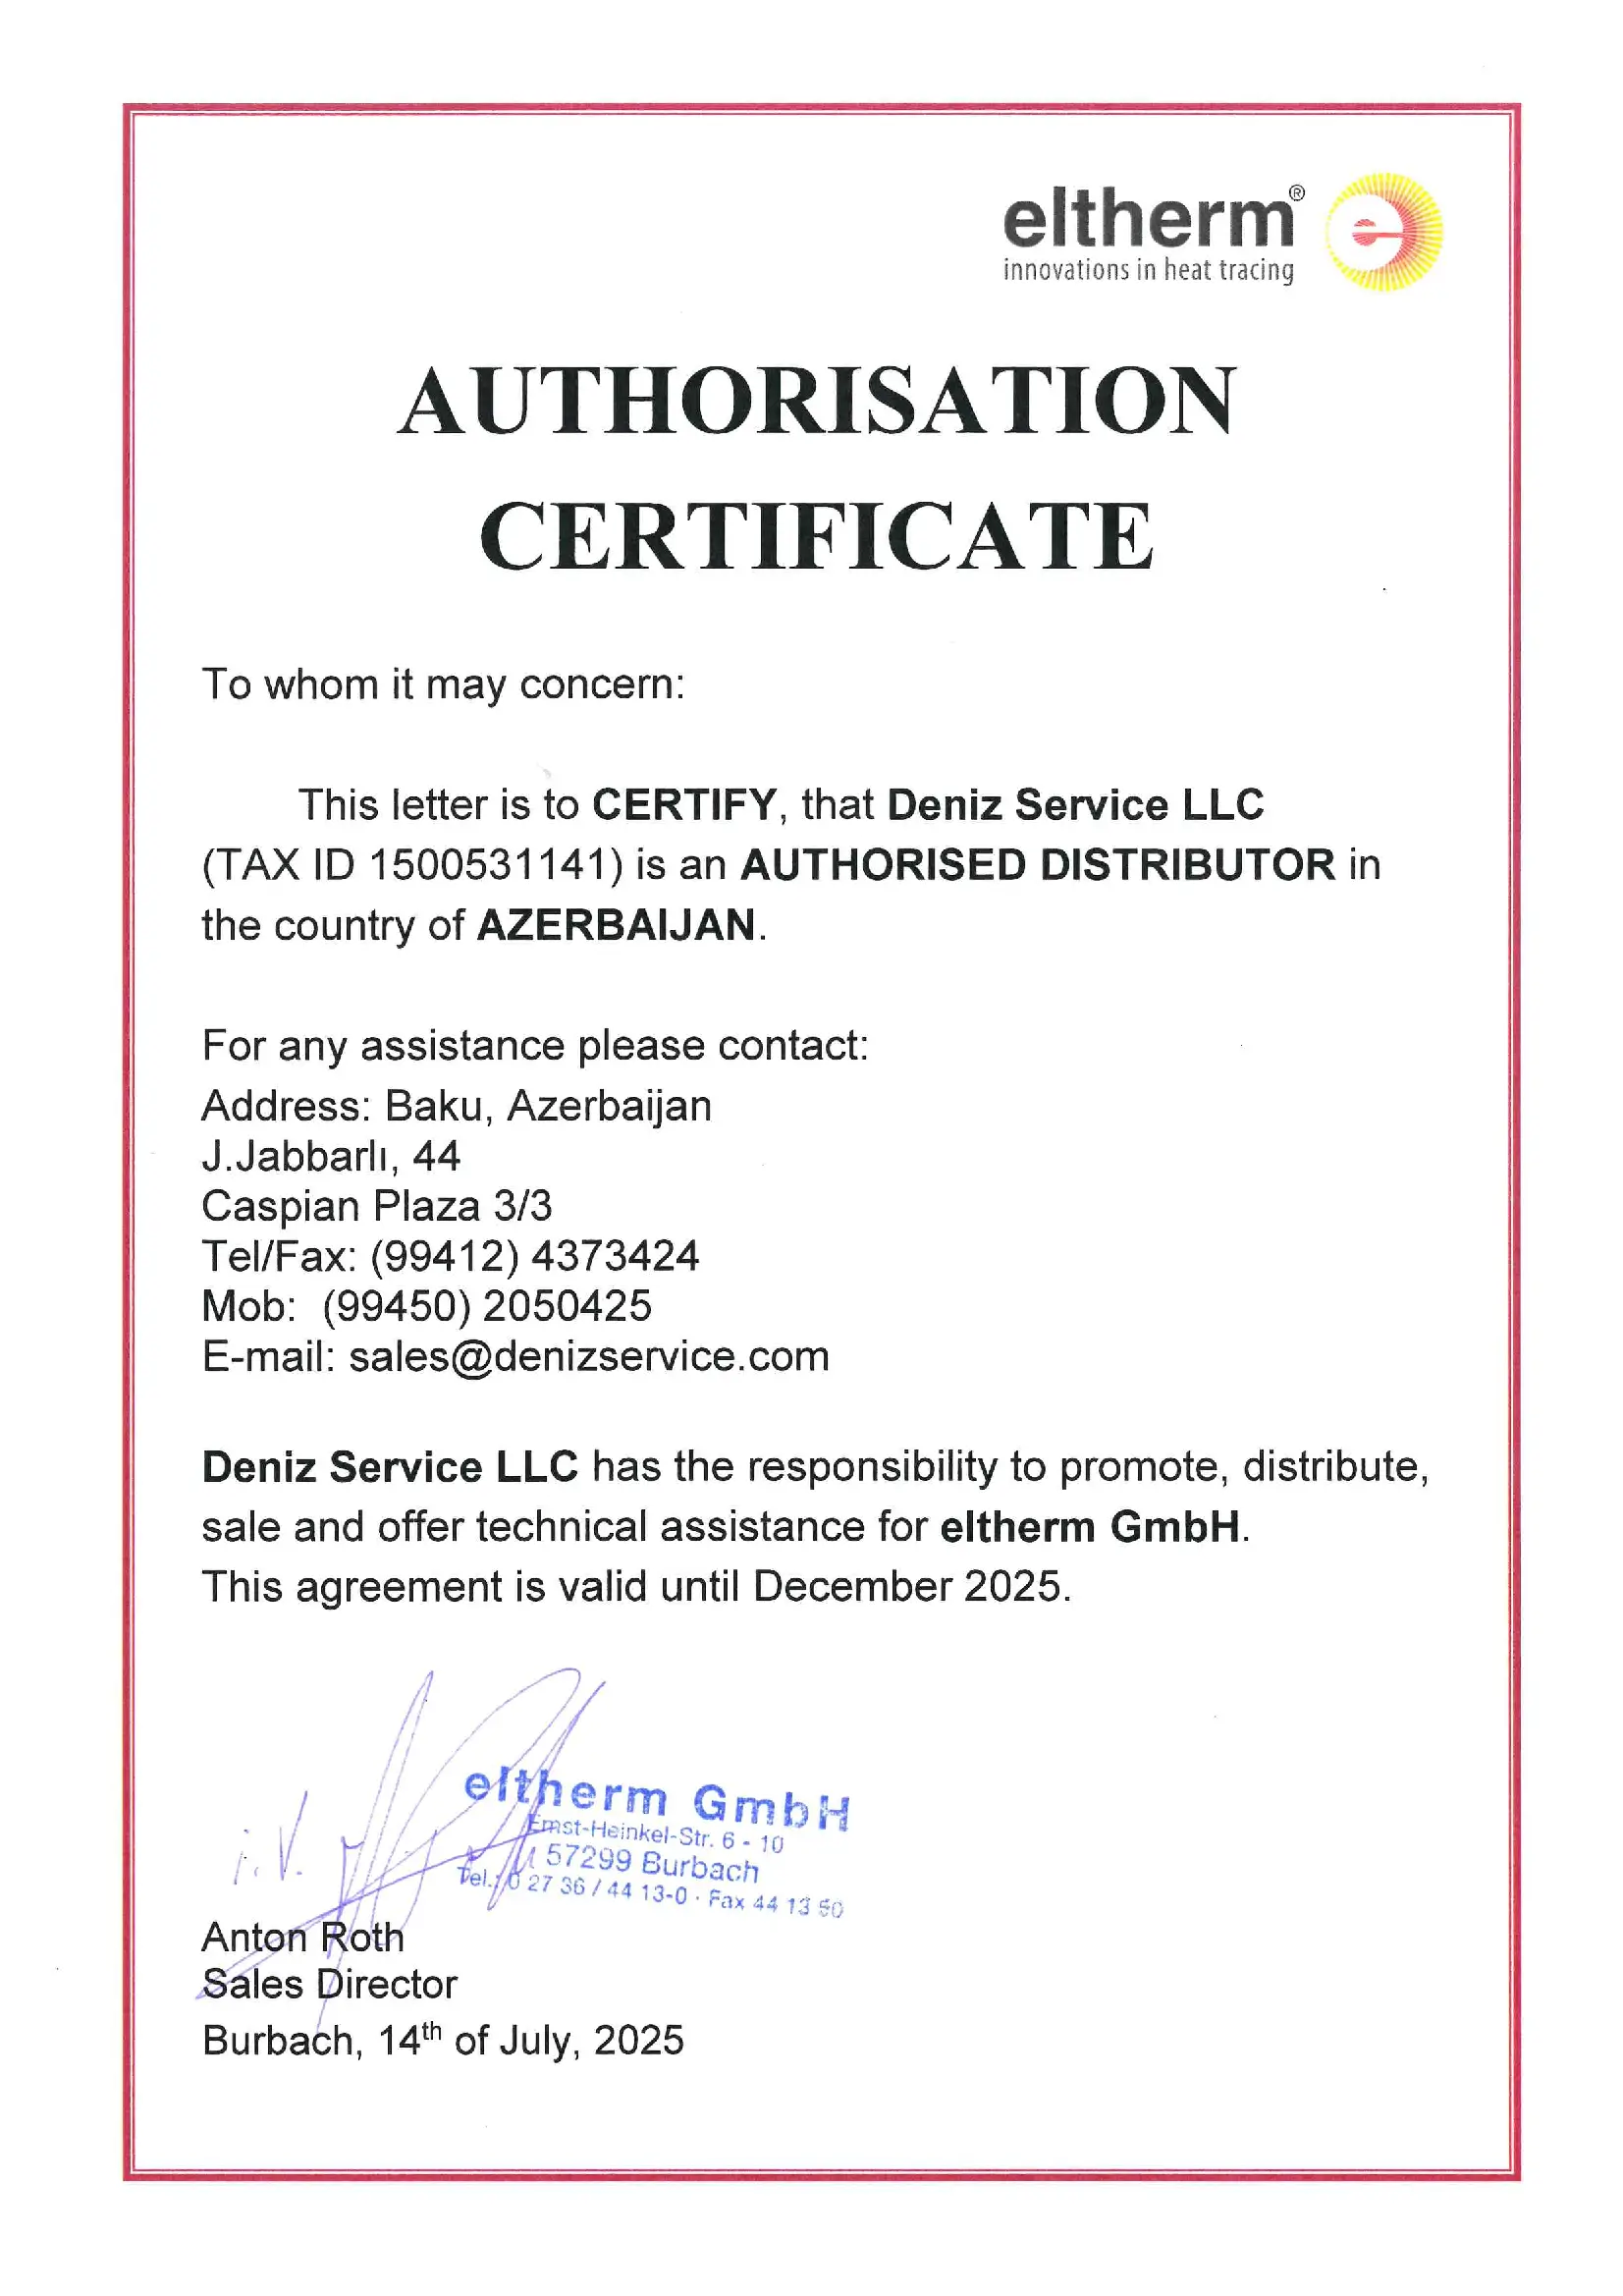 eltherm®
innovations in heat tracing
e
AUTHORISATION
CERTIFICATE
To whom it may concern:
This letter is to CERTIFY, that Deniz Service LLC
(TAX ID 1500531141) is an AUTHORISED DISTRIBUTOR in
the country of AZERBAIJAN.
For any assistance please contact:
Address: Baku, Azerbaijan
J.Jabbarlı, 44
Caspian Plaza 3/3
Tel/Fax: (99412) 4373424
Mob: (99450) 2050425
E-mail: sales@denizservice.com
Deniz Service LLC has the responsibility to promote, distribute,
sale and offer technical assistance for eltherm GmbH.
This agreement is valid until December 2025.
eltherm GmbH
Ernst-Heinkel-Str. 6 - 10
57299 Burbach
Tel.: 0 27 36 / 44 13-0 · Fax 44 13 50
i.V.
Anton Roth
Sales Director
Burbach, 14th of July, 2025